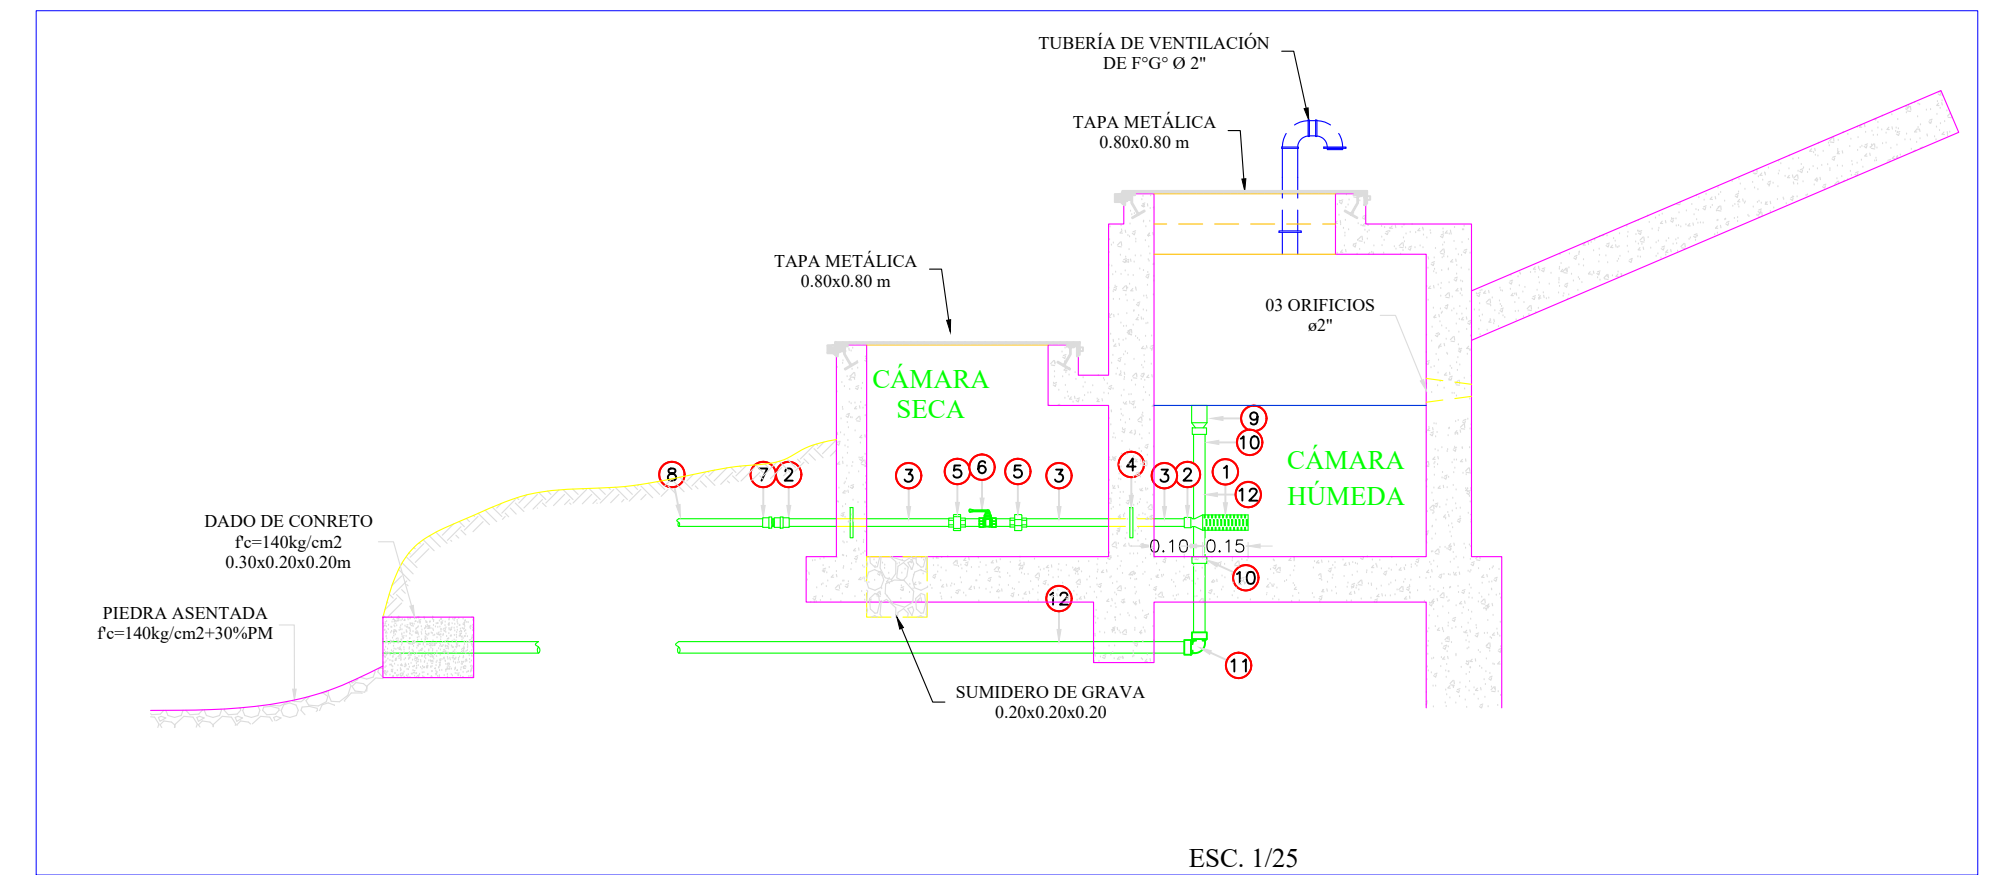 TUBERÍA DE VENTILACIÓN
DE F°G° Ø 2"
TAPA METÁLICA
0.80x0.80 m
TAPA METÁLICA
0.80x0.80 m
03 ORIFICIOS
ø2"
CÁMARA
SECA
9
10
CÁMARA
HÚMEDA
8
7
2
3
5
6
5
3
4
3
2
1
12
DADO DE CONRETO
f'c=140kg/cm2
0.30x0.20x0.20m
0.10
0.15
10
12
PIEDRA ASENTADA
f'c=140kg/cm2+30%PM
11
SUMIDERO DE GRAVA
0.20x0.20x0.20
ESC. 1/25